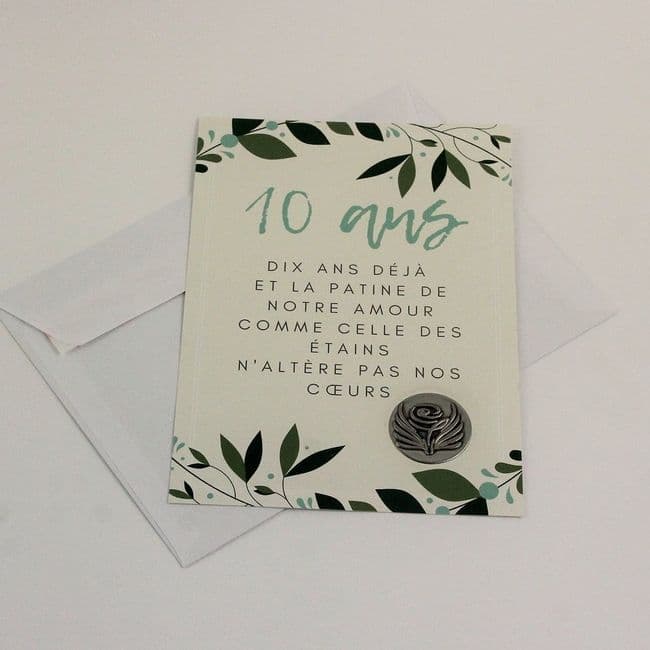 10 ans
DIX ANS DÉJÀ
ET LA PATINE DE
NOTRE AMOUR
COMME CELLE DES
ÉTAINS
N'ALTÈRE PAS NOS
CŒURS